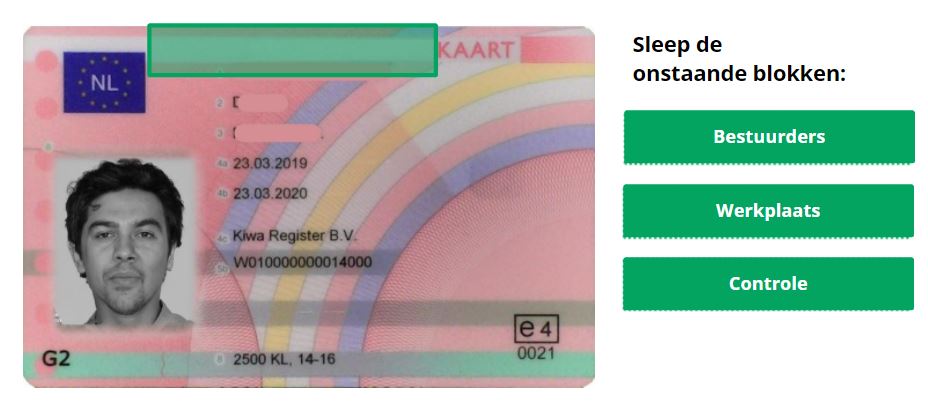 KAART
NL
2
3
4a 23.03.2019
4b 23.03.2020
4c Kiwa Register B.V.
5b W010000000014000
6
8 2500 KL, 14-16
G2
e 4
0021
Sleep de
onstaande blokken:
Bestuurders
Werkplaats
Controle